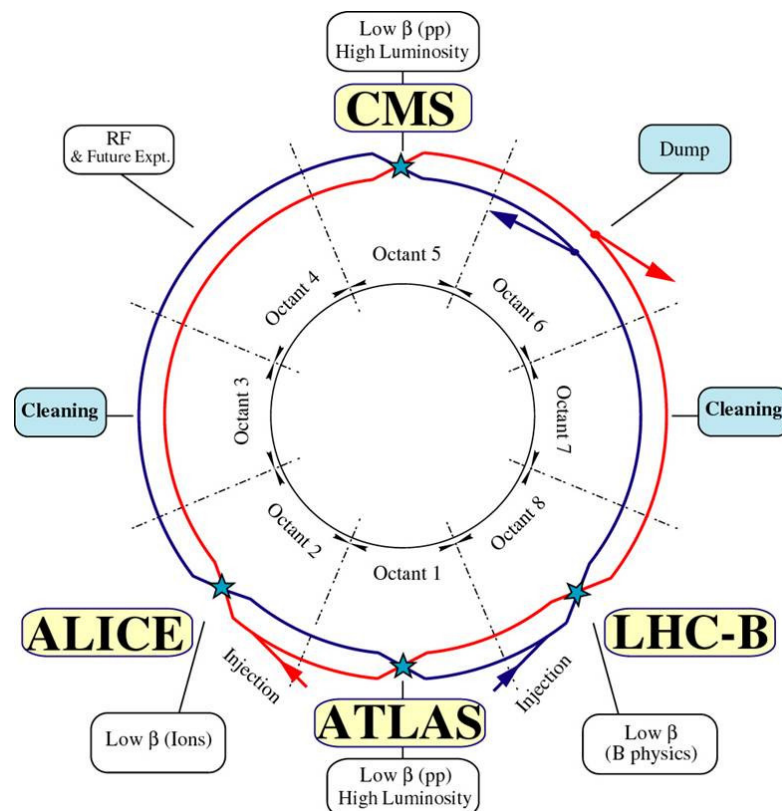 Low β (pp)
High Luminosity
CMS
RF
& Future Expt.
Dump
Octant 5
Octant 4
Octant 6
Cleaning
Octant 3
Octant 7
Cleaning
Octant 2
Octant 8
Octant 1
ALICE
LHC-B
Injection
Injection
ATLAS
Low β (Ions)
Low β
(B physics)
Low β (pp)
High Luminosity